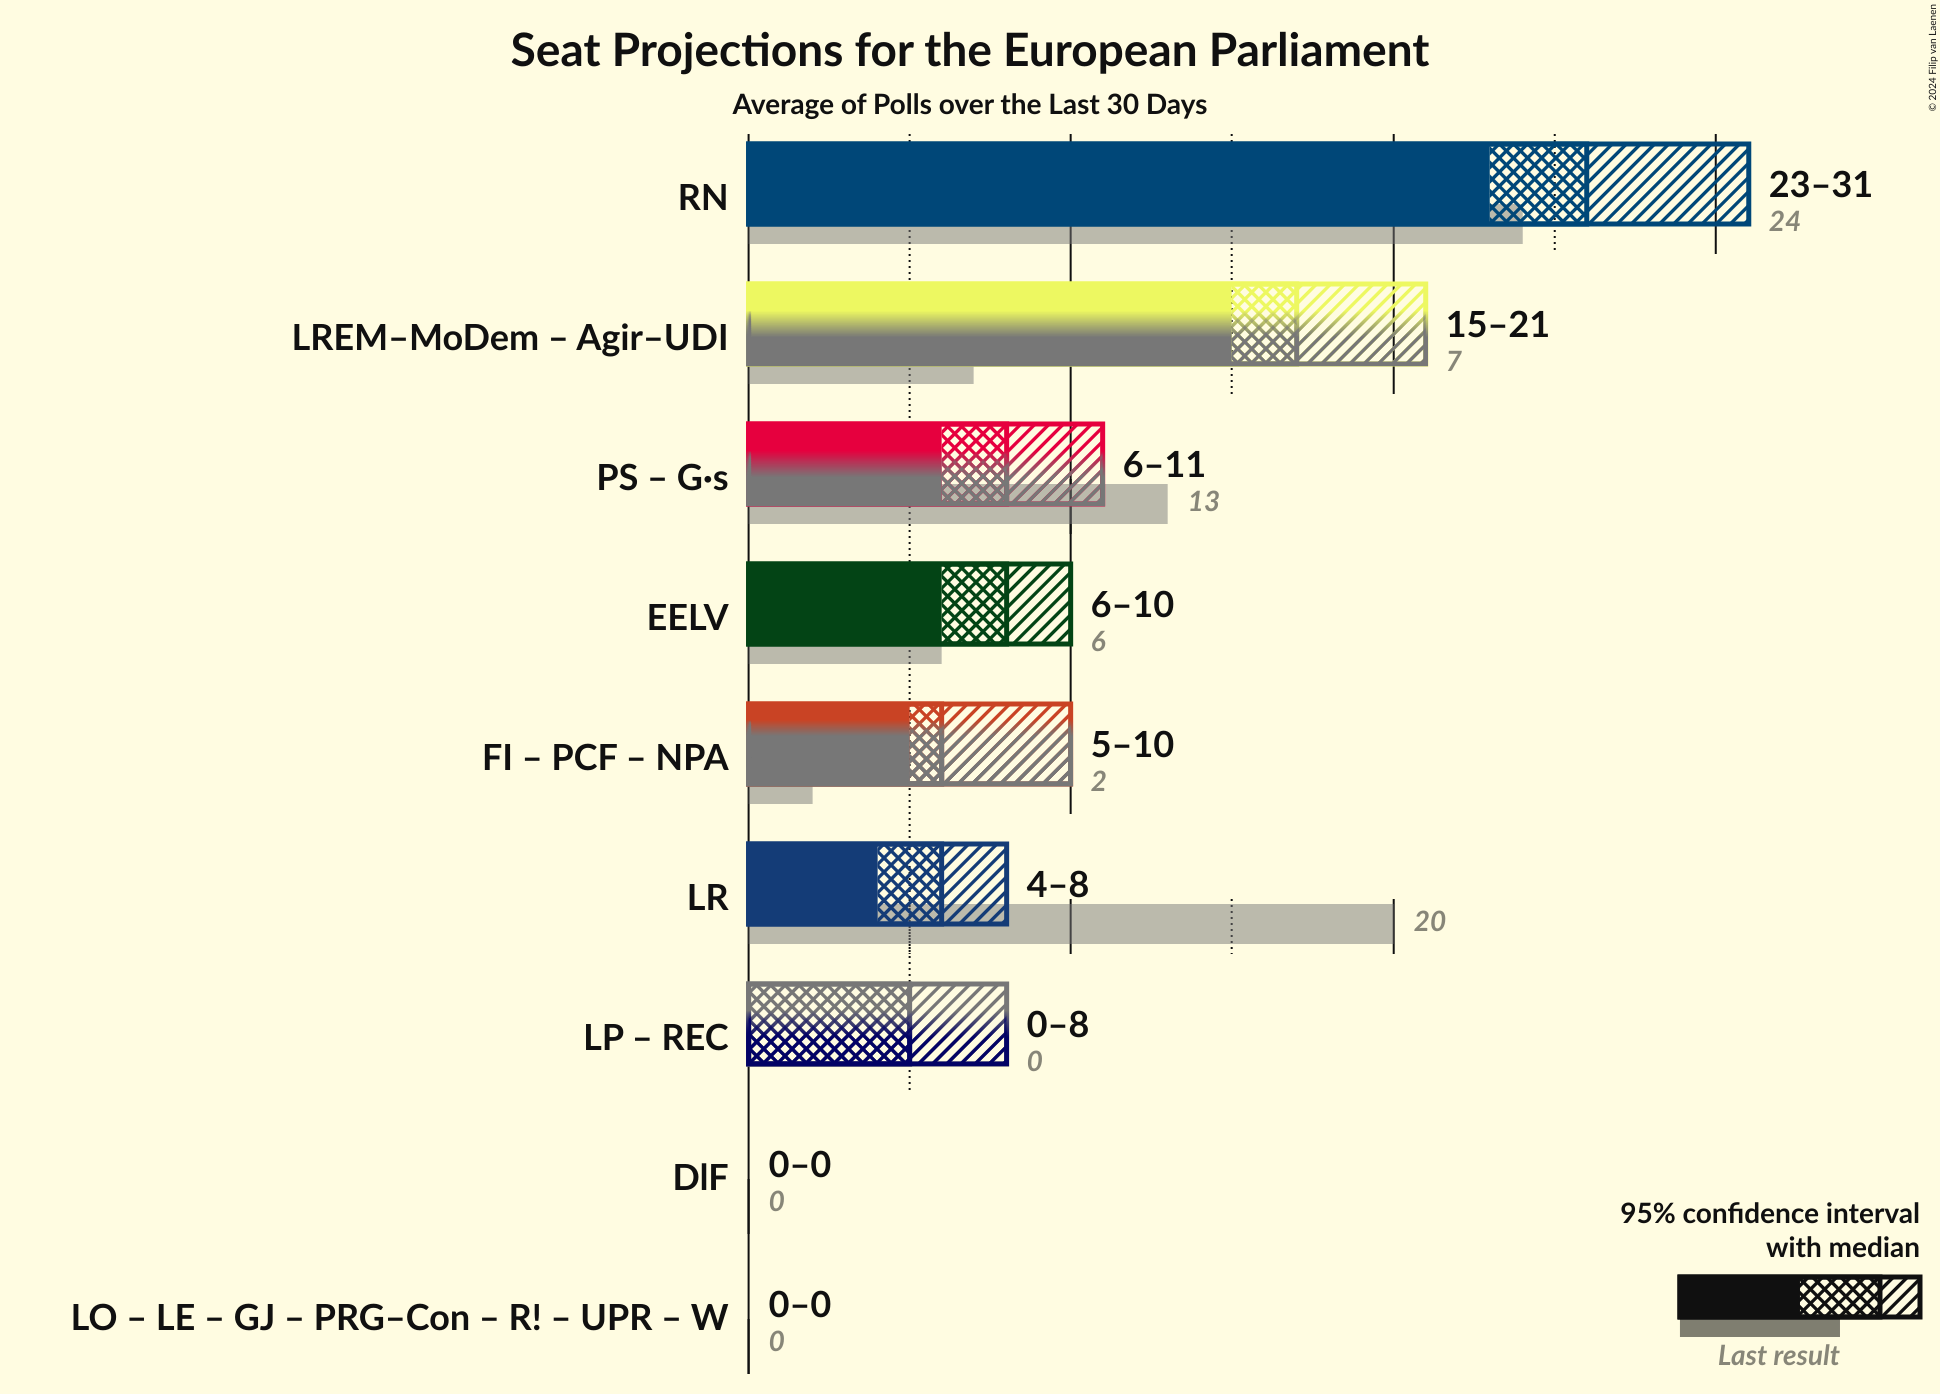 Seat Projections for the European Parliament
Average of Polls over the Last 30 Days
© 2024 Filip van Laenen
RN
23–31
24
LREM–MoDem – Agir–UDI
15–21
7
PS – G·s
6–11
13
EELV
6–10
6
FI – PCF – NPA
5–10
2
LR
4–8
20
LP – REC
0–8
0
DIF
0–0
0
LO – LE – GJ – PRG–Con – R! – UPR – W
0–0
0
95% confidence interval
with median
Last result